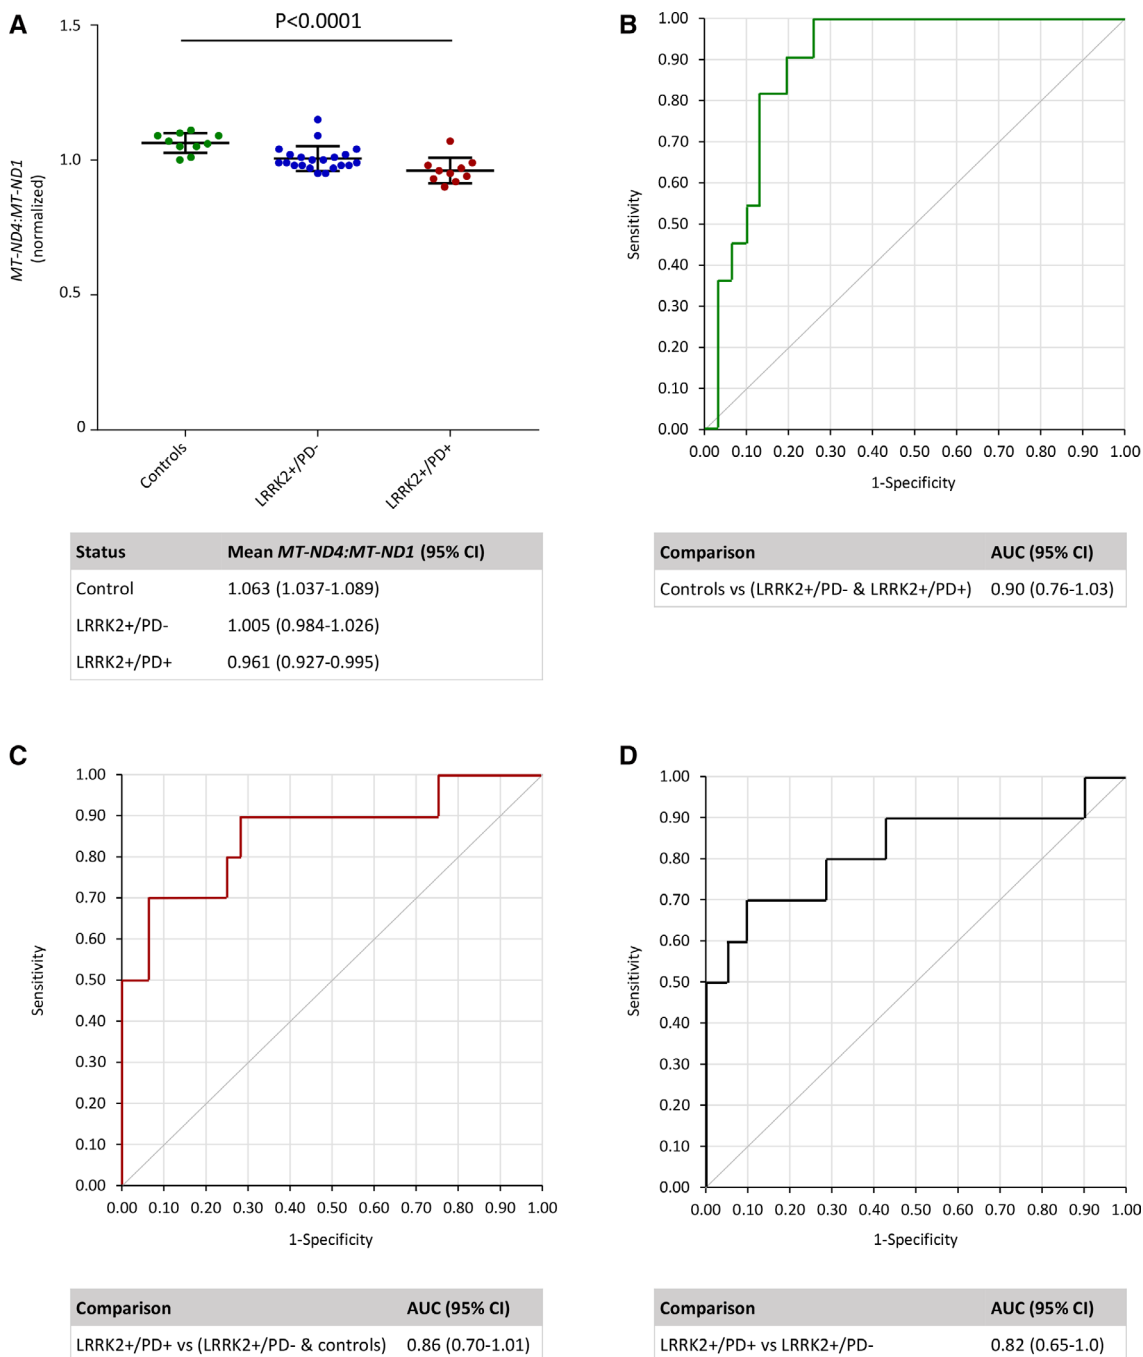 A
P<0.0001
1.5
1.0
0.5
0
MT-ND4:MT-ND1
(normalized)
Controls
LRRK2+/PD-
LRRK2+/PD+
Status Mean MT-ND4:MT-ND1 (95% CI)
Control 1.063 (1.037-1.089)
LRRK2+/PD- 1.005 (0.984-1.026)
LRRK2+/PD+ 0.961 (0.927-0.995)
B
1.00
0.90
0.80
0.70
0.60
0.50
0.40
0.30
0.20
0.10
0.00
Sensitivity
0.00 0.10 0.20 0.30 0.40 0.50 0.60 0.70 0.80 0.90 1.00
1-Specificity
Comparison AUC (95% CI)
Controls vs (LRRK2+/PD- & LRRK2+/PD+) 0.90 (0.76-1.03)
C
1.00
0.90
0.80
0.70
0.60
0.50
0.40
0.30
0.20
0.10
0.00
Sensitivity
0.00 0.10 0.20 0.30 0.40 0.50 0.60 0.70 0.80 0.90 1.00
1-Specificity
Comparison AUC (95% CI)
LRRK2+/PD+ vs (LRRK2+/PD- & controls) 0.86 (0.70-1.01)
D
1.00
0.90
0.80
0.70
0.60
0.50
0.40
0.30
0.20
0.10
0.00
Sensitivity
0.00 0.10 0.20 0.30 0.40 0.50 0.60 0.70 0.80 0.90 1.00
1-Specificity
Comparison AUC (95% CI)
LRRK2+/PD+ vs LRRK2+/PD- 0.82 (0.65-1.0)